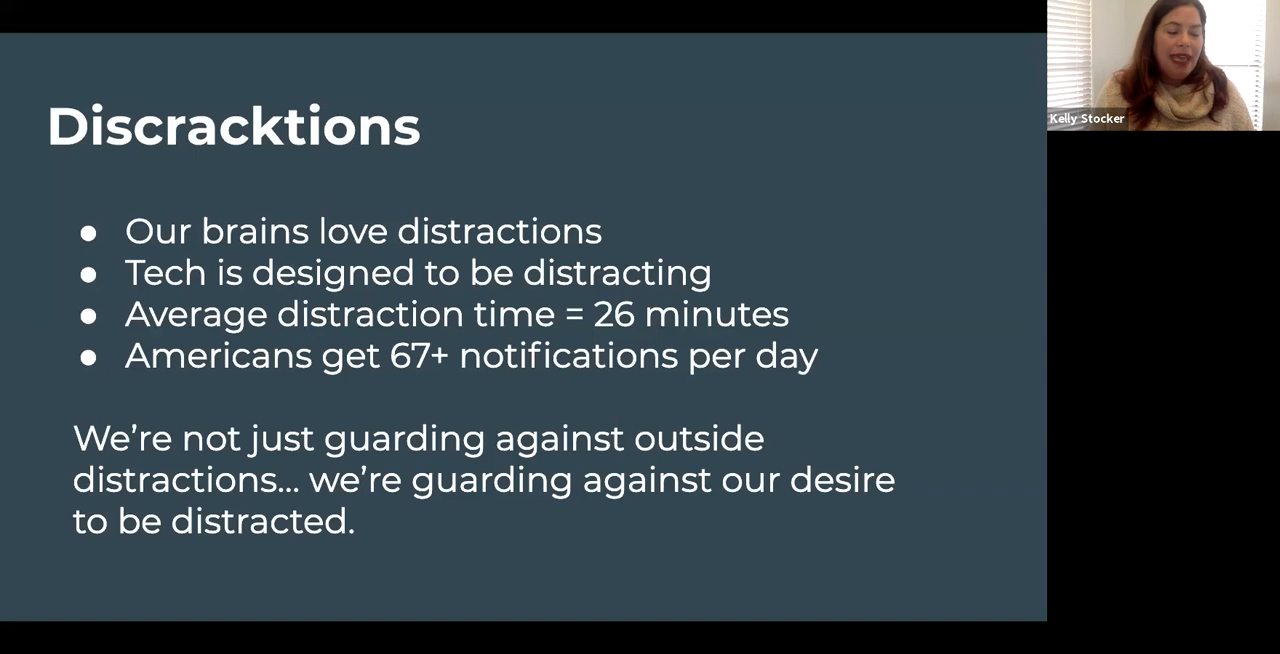 Discracktions
● Our brains love distractions
● Tech is designed to be distracting
● Average distraction time = 26 minutes
● Americans get 67+ notifications per day
We’re not just guarding against outside
distractions... we’re guarding against our desire
to be distracted.
Kelly Stocker